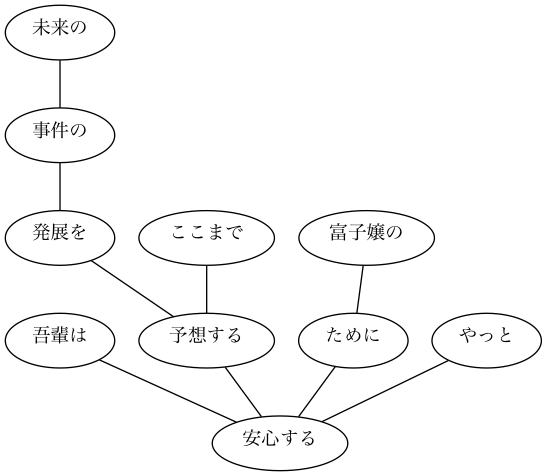 未来の
事件の
発展を
ここまで
富子嬢の
吾輩は
予想する
ために
やっと
安心する